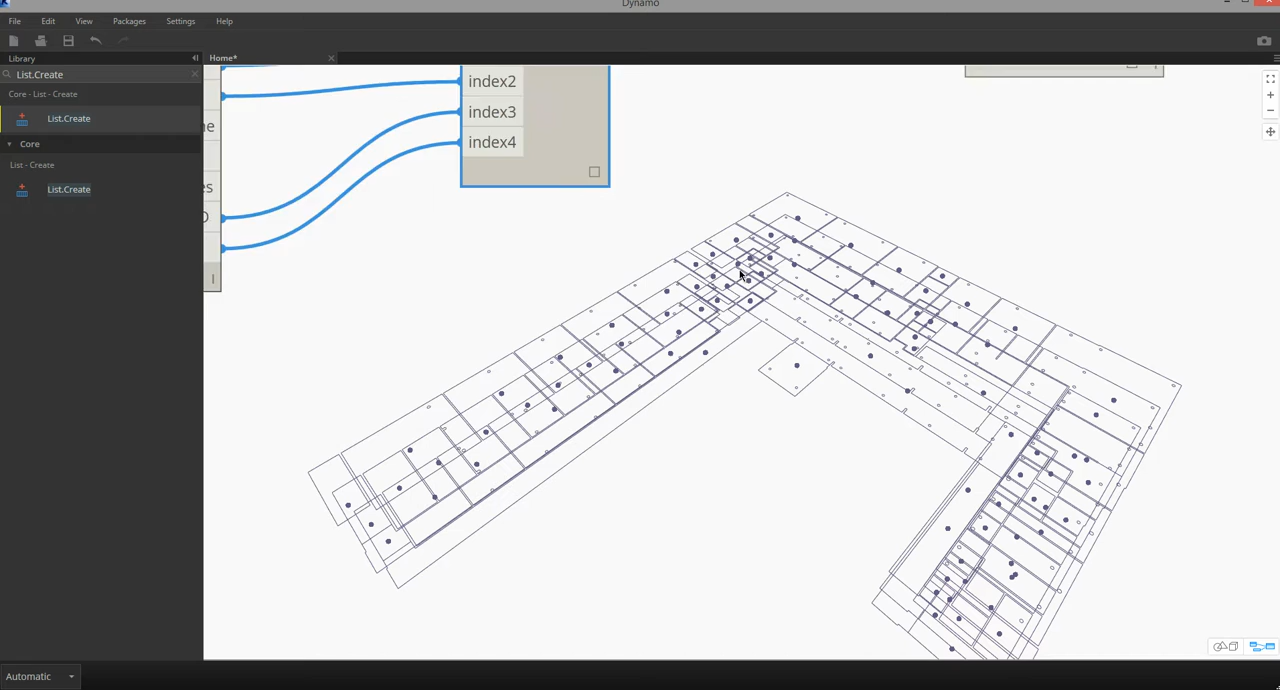 Dynamo
File Edit View Packages Settings Help
Library
Home*
List.Create
Core - List - Create
List.Create
Core
List - Create
List.Create
index2
index3
index4
Automatic